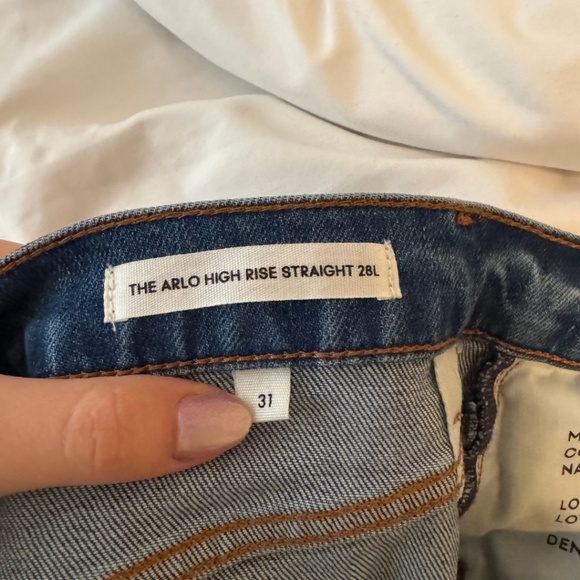 THE ARLO HIGH RISE STRAIGHT 28L
31